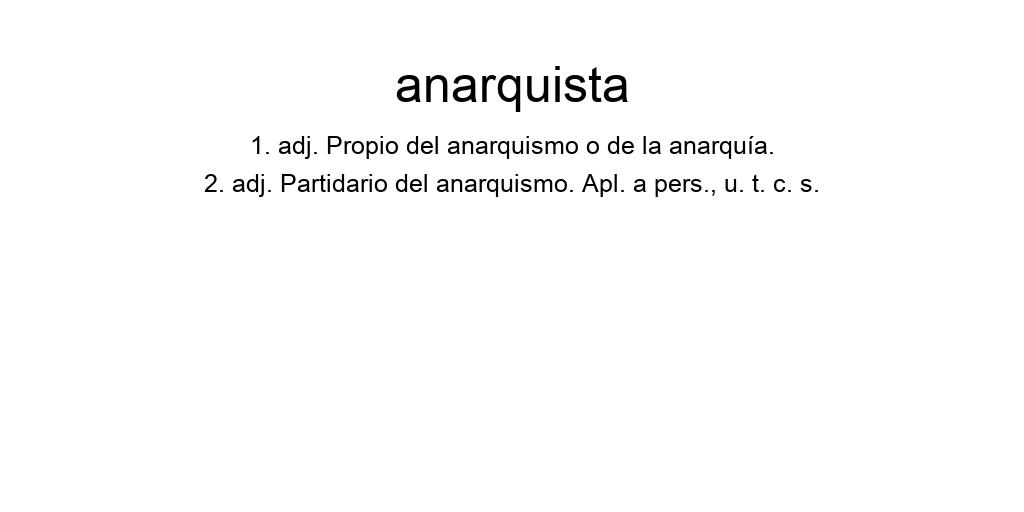 anarquista
1. adj. Propio del anarquismo o de la anarquía.
2. adj. Partidario del anarquismo. Apl. a pers., u. t. c. s.